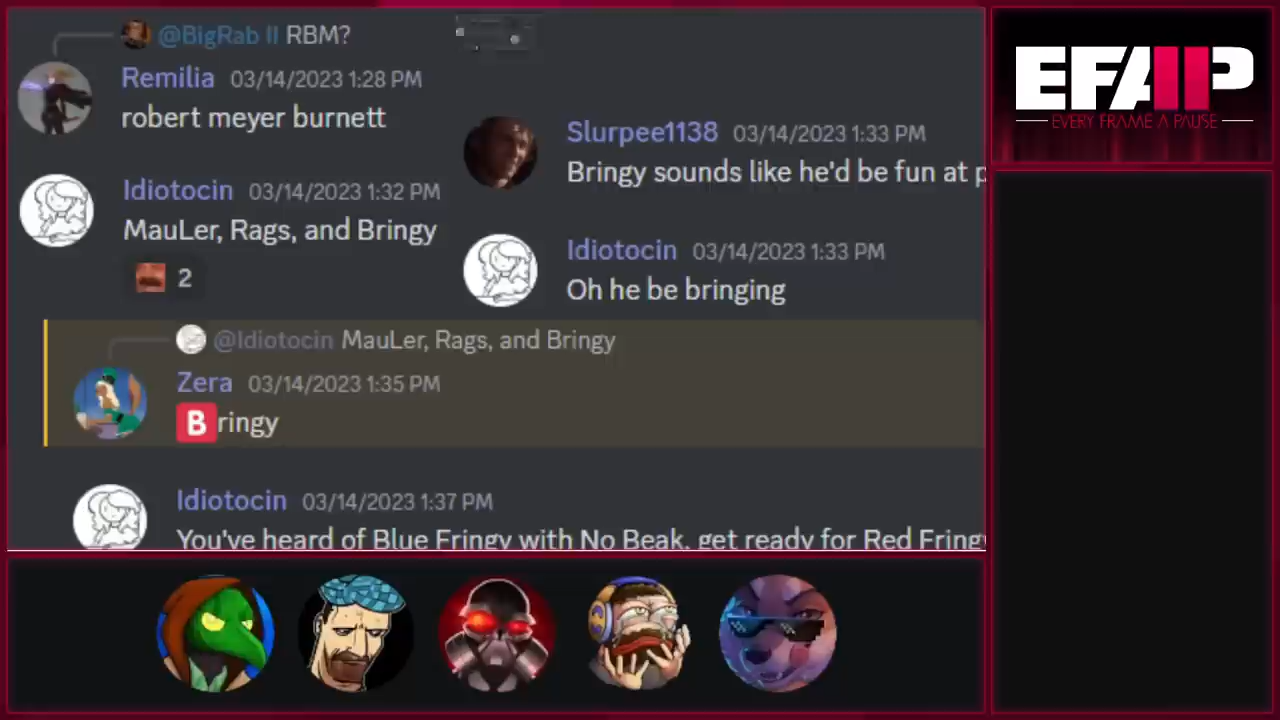 @BigRab II RBM?
Remilia 03/14/2023 1:28 PM
robert meyer burnett
Idiotocin 03/14/2023 1:32 PM
MauLer, Rags, and Bringy
2
Slurpee1138 03/14/2023 1:33 PM
Bringy sounds like he'd be fun at p
Idiotocin 03/14/2023 1:33 PM
Oh he be bringing
@Idiotocin MauLer, Rags, and Bringy
Zera 03/14/2023 1:35 PM
Bringy
Idiotocin 03/14/2023 1:37 PM
You've heard of Blue Fringy with No Beak, get ready for Red Fringy
EFAP
EVERY FRAME A PAUSE